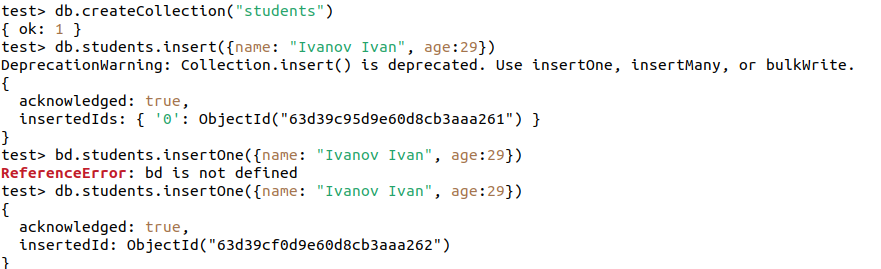 test> db.createCollection("students")
{ ok: 1 }
test> db.students.insert({name: "Ivanov Ivan", age:29})
DeprecationWarning: Collection.insert() is deprecated. Use insertOne, insertMany, or bulkWrite.
{
  acknowledged: true,
  insertedIds: { '0': ObjectId("63d39c95d9e60d8cb3aaa261") }
}
test> bd.students.insertOne({name: "Ivanov Ivan", age:29})
ReferenceError: bd is not defined
test> db.students.insertOne({name: "Ivanov Ivan", age:29})
{
  acknowledged: true,
  insertedId: ObjectId("63d39cf0d9e60d8cb3aaa262")
}